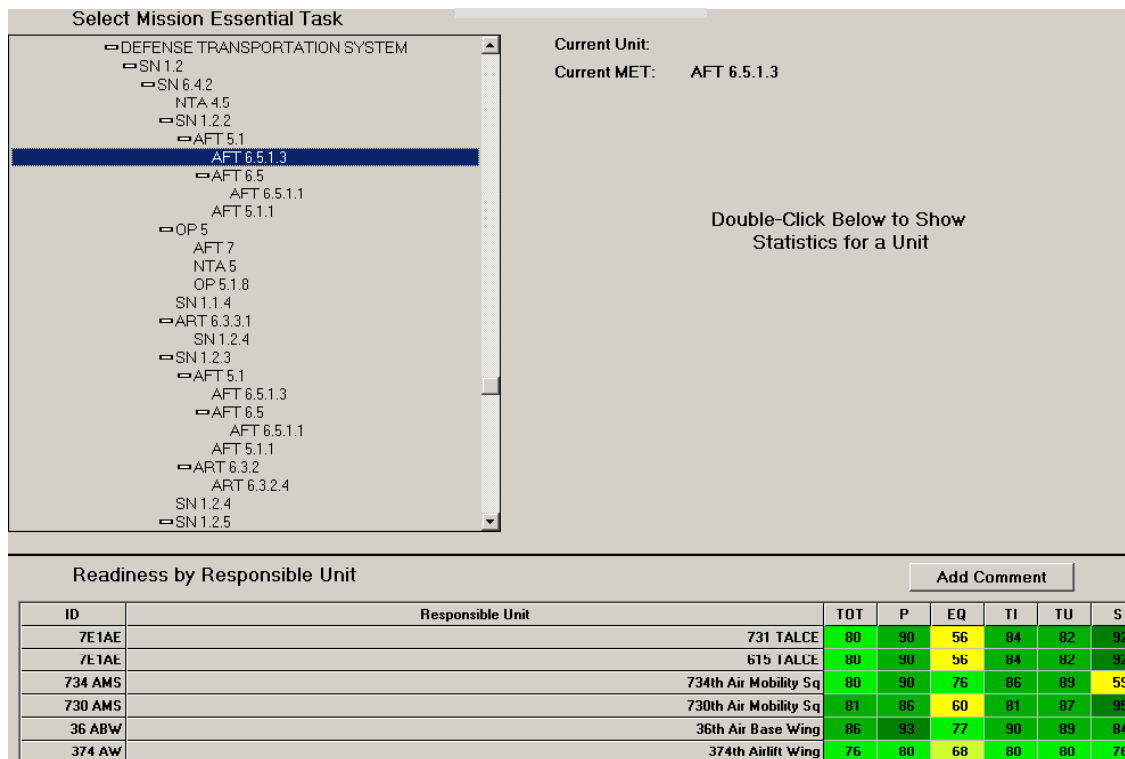 Select Mission Essential Task
DEFENSE TRANSPORTATION SYSTEM
SN 1.2
SN 6.4.2
NTA 4.5
SN 1.2.2
AFT 5.1
AFT 6.5.1.3
AFT 6.5
AFT 6.5.1.1
AFT 5.1.1
OP 5
AFT 7
NTA 5
OP 5.1.8
SN 1.1.4
ART 6.3.3.1
SN 1.2.4
SN 1.2.3
AFT 5.1
AFT 6.5.1.3
AFT 6.5
AFT 6.5.1.1
AFT 5.1.1
ART 6.3.2
ART 6.3.2.4
SN 1.2.4
SN 1.2.5
Current Unit:
Current MET: AFT 6.5.1.3
Double-Click Below to Show
Statistics for a Unit
Readiness by Responsible Unit
Add Comment
ID Responsible Unit TOT P EQ TI TU S
7E1AE 731 TALCE 80 90 56 84 82 92
7E1AE 615 TALCE 80 90 56 84 82 92
734 AMS 734th Air Mobility Sq 80 90 76 86 89 59
730 AMS 730th Air Mobility Sq 81 86 60 81 87 95
36 ABW 36th Air Base Wing 86 93 77 90 89 84
374 AW 374th Airlift Wing 76 80 68 80 80 76